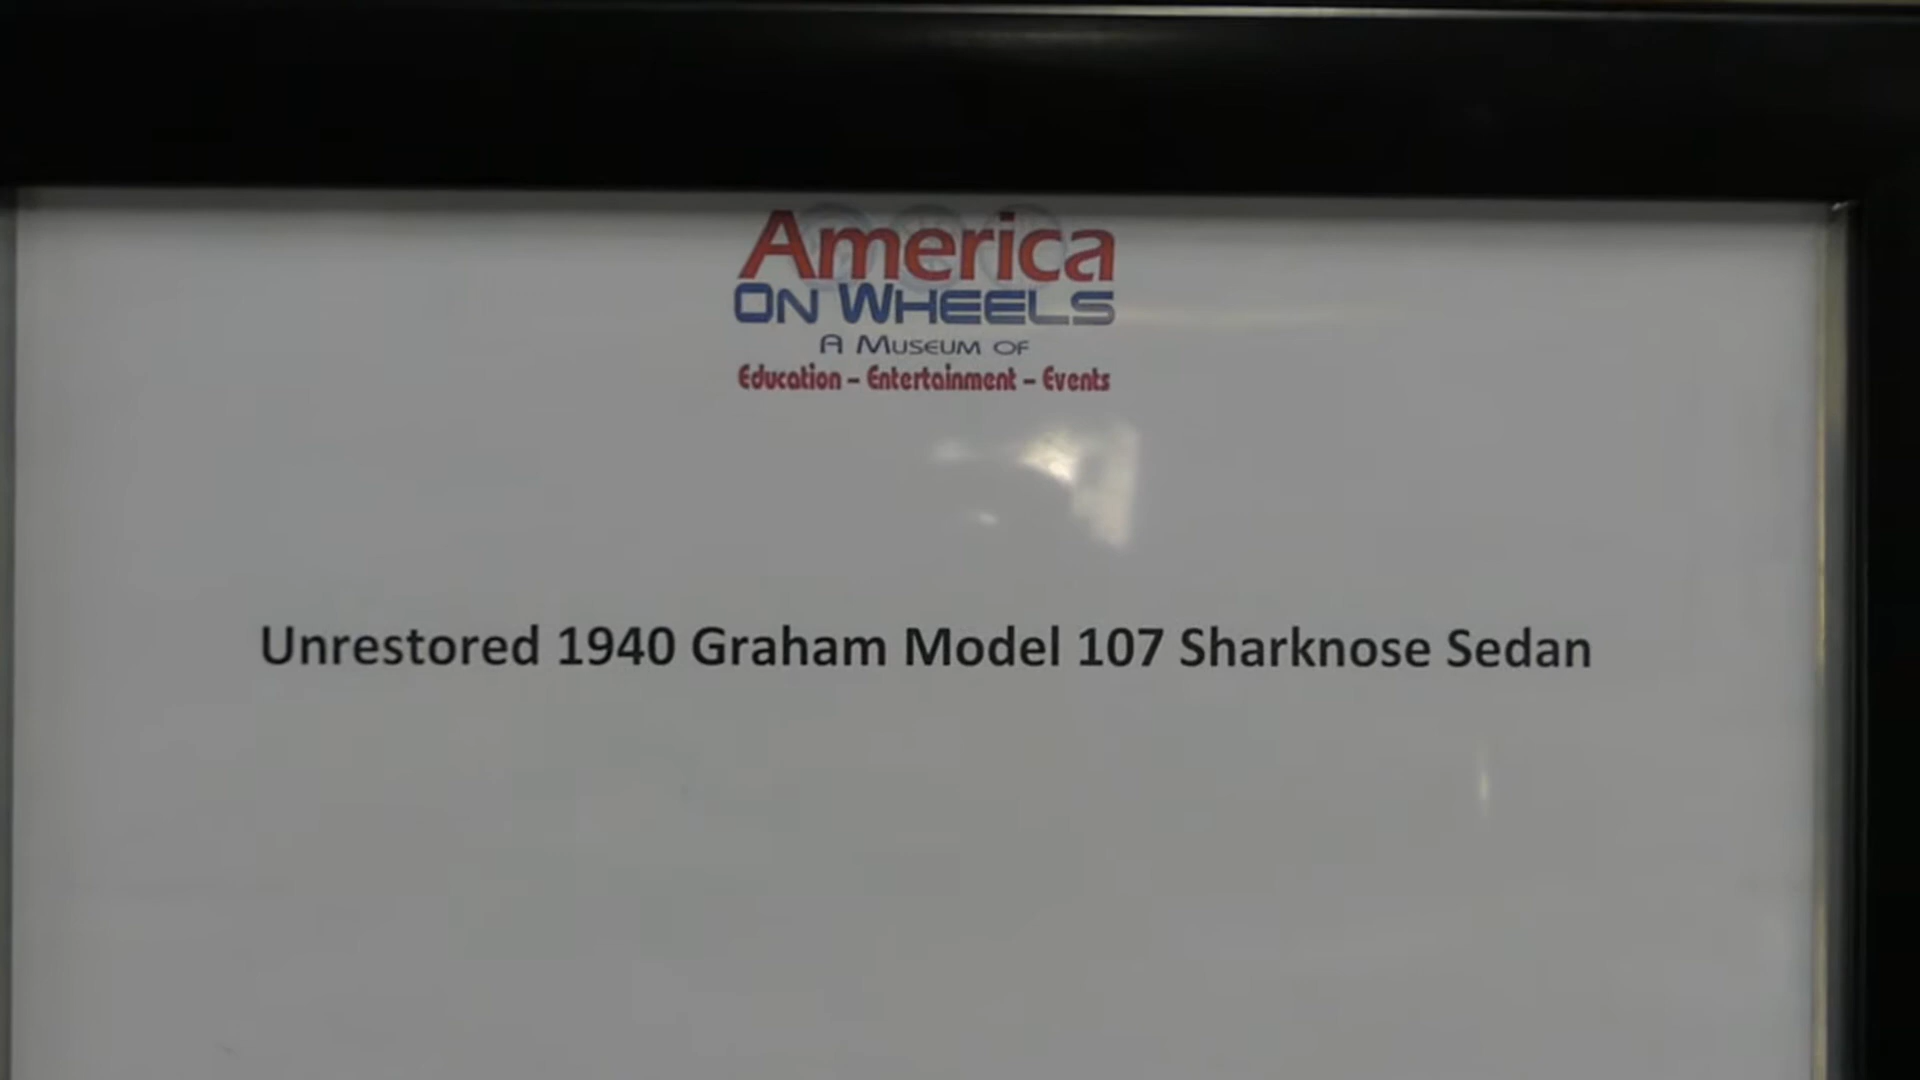 America
ON WHEELS
A MUSEUM OF
Education – Entertainment – Events
Unrestored 1940 Graham Model 107 Sharknose Sedan